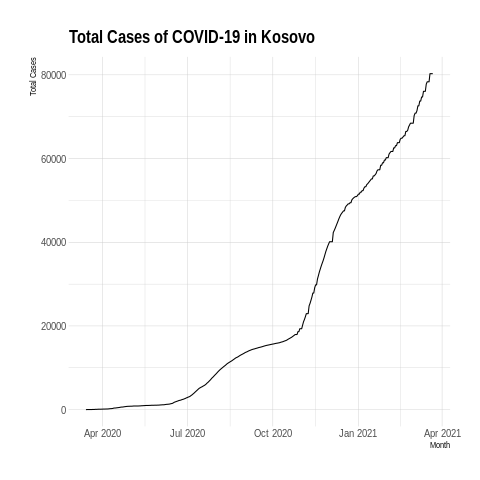 Total Cases of COVID-19 in Kosovo
Total Cases
80000
60000
40000
20000
0
Apr 2020 Jul 2020 Oct 2020 Jan 2021 Apr 2021
Month